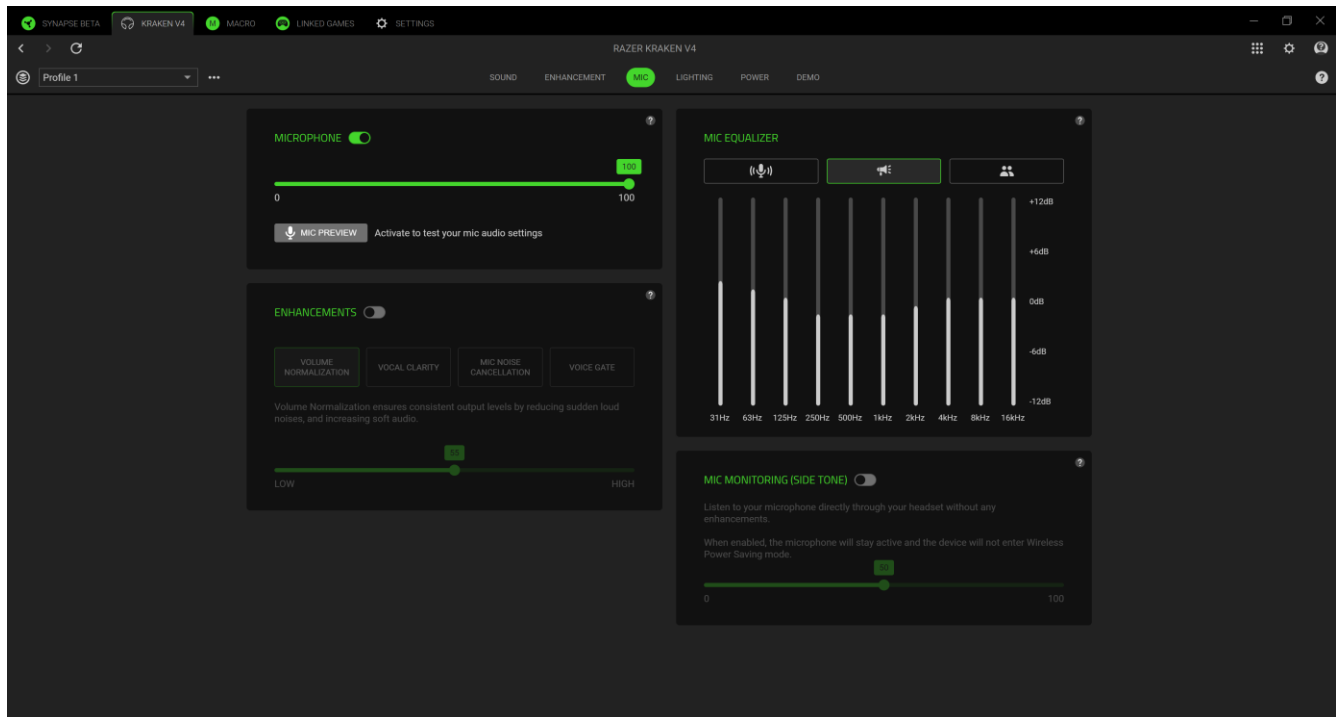 SYNAPSE BETA KRAKEN V4 M MACRO LINKED GAMES SETTINGS
RAZER KRAKEN V4
Profile 1 SOUND ENHANCEMENT MIC LIGHTING POWER DEMO ?
MICROPHONE ?
100
0 100
MIC PREVIEW Activate to test your mic audio settings
ENHANCEMENTS ?
VOLUME NORMALIZATION
VOCAL CLARITY
MIC NOISE CANCELLATION
VOICE GATE
Volume Normalization ensures consistent output levels by reducing sudden loud
noises, and increasing soft audio.
55
LOW HIGH
MIC EQUALIZER ?
+12dB
+6dB
0dB
-6dB
-12dB
31Hz 63Hz 125Hz 250Hz 500Hz 1kHz 2kHz 4kHz 8kHz 16kHz
MIC MONITORING (SIDE TONE) ?
Listen to your microphone directly through your headset without any
enhancements.
When enabled, the microphone will stay active and the device will not enter Wireless
Power Saving mode.
50
0 100